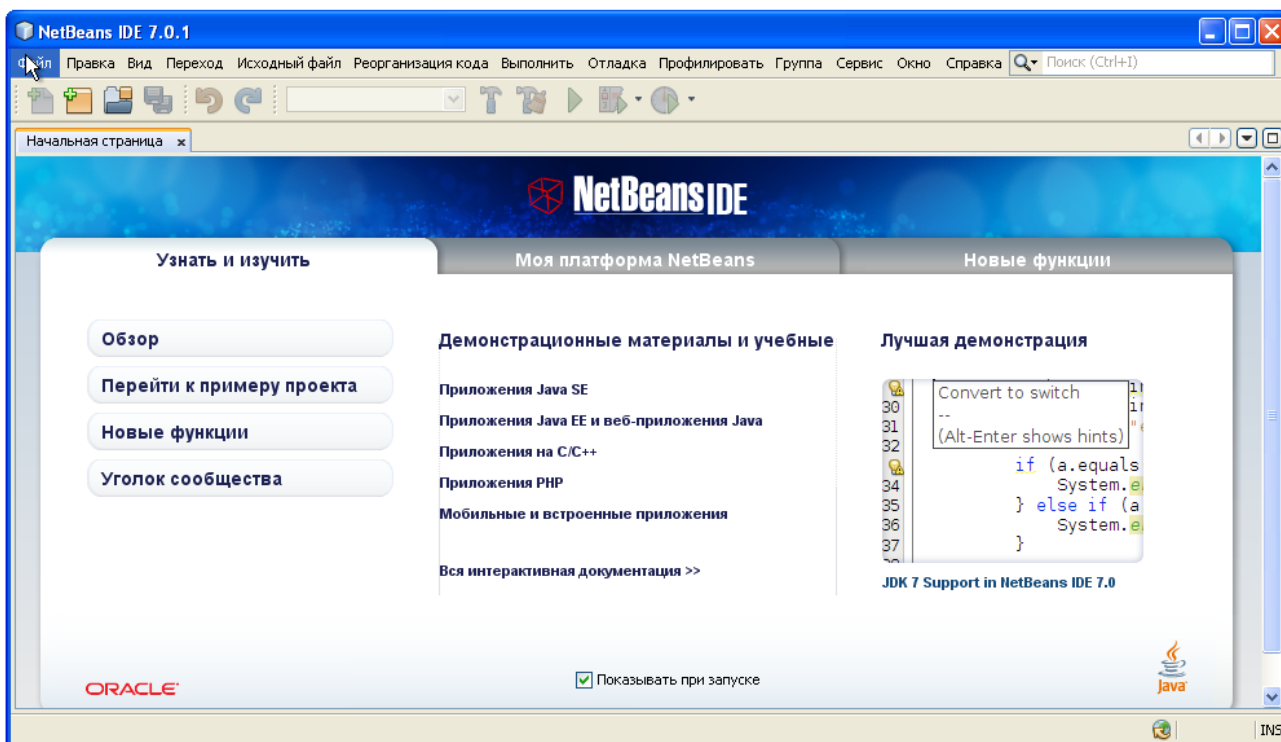 NetBeans IDE 7.0.1
Файл Правка Вид Переход Исходный файл Реорганизация кода Выполнить Отладка Профилировать Группа Сервис Окно Справка Поиск (Ctrl+I)
Начальная страница
NetBeans IDE
Узнать и изучить Моя платформа NetBeans Новые функции
Обзор
Перейти к примеру проекта
Новые функции
Уголок сообщества
Демонстрационные материалы и учебные
Приложения Java SE
Приложения Java EE и веб-приложения Java
Приложения на C/C++
Приложения PHP
Мобильные и встроенные приложения
Вся интерактивная документация >>
Лучшая демонстрация
Convert to switch
30 --
31 (Alt-Enter shows hints)
32
if (a.equals
34 System.e
35 } else if (a
36 System.e
37 }
JDK 7 Support in NetBeans IDE 7.0
ORACLE
Показывать при запуске
Java
INS